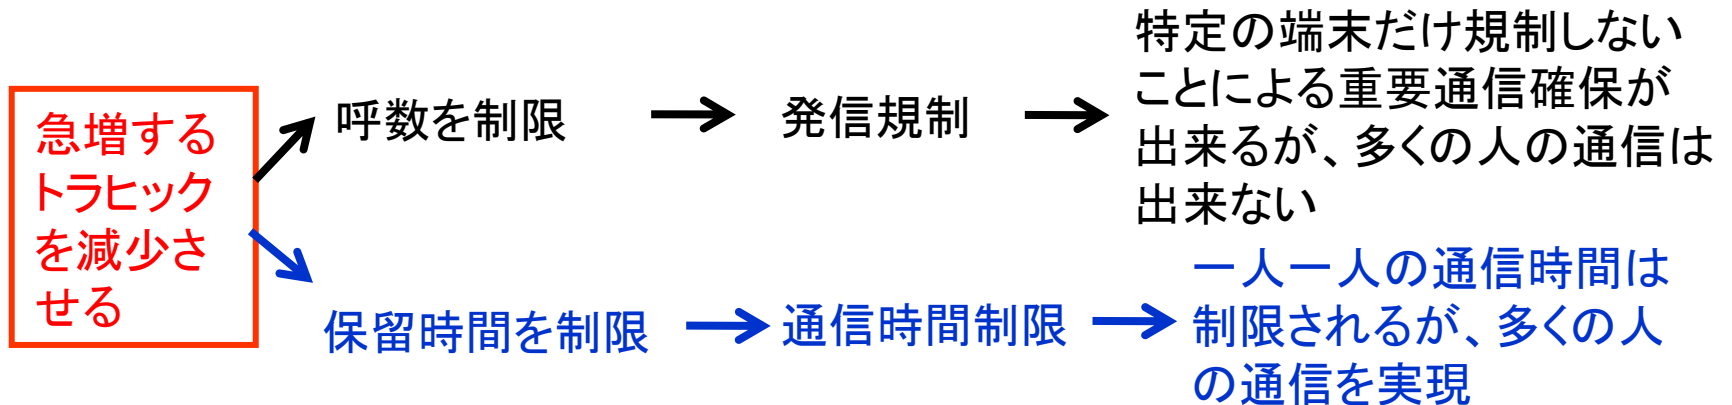 急増する
トラヒック
を減少さ
せる
呼数を制限
発信規制
特定の端末だけ規制しない
ことによる重要通信確保が
出来るが、多くの人の通信は
出来ない
保留時間を制限
通信時間制限
一人一人の通信時間は
制限されるが、多くの人
の通信を実現